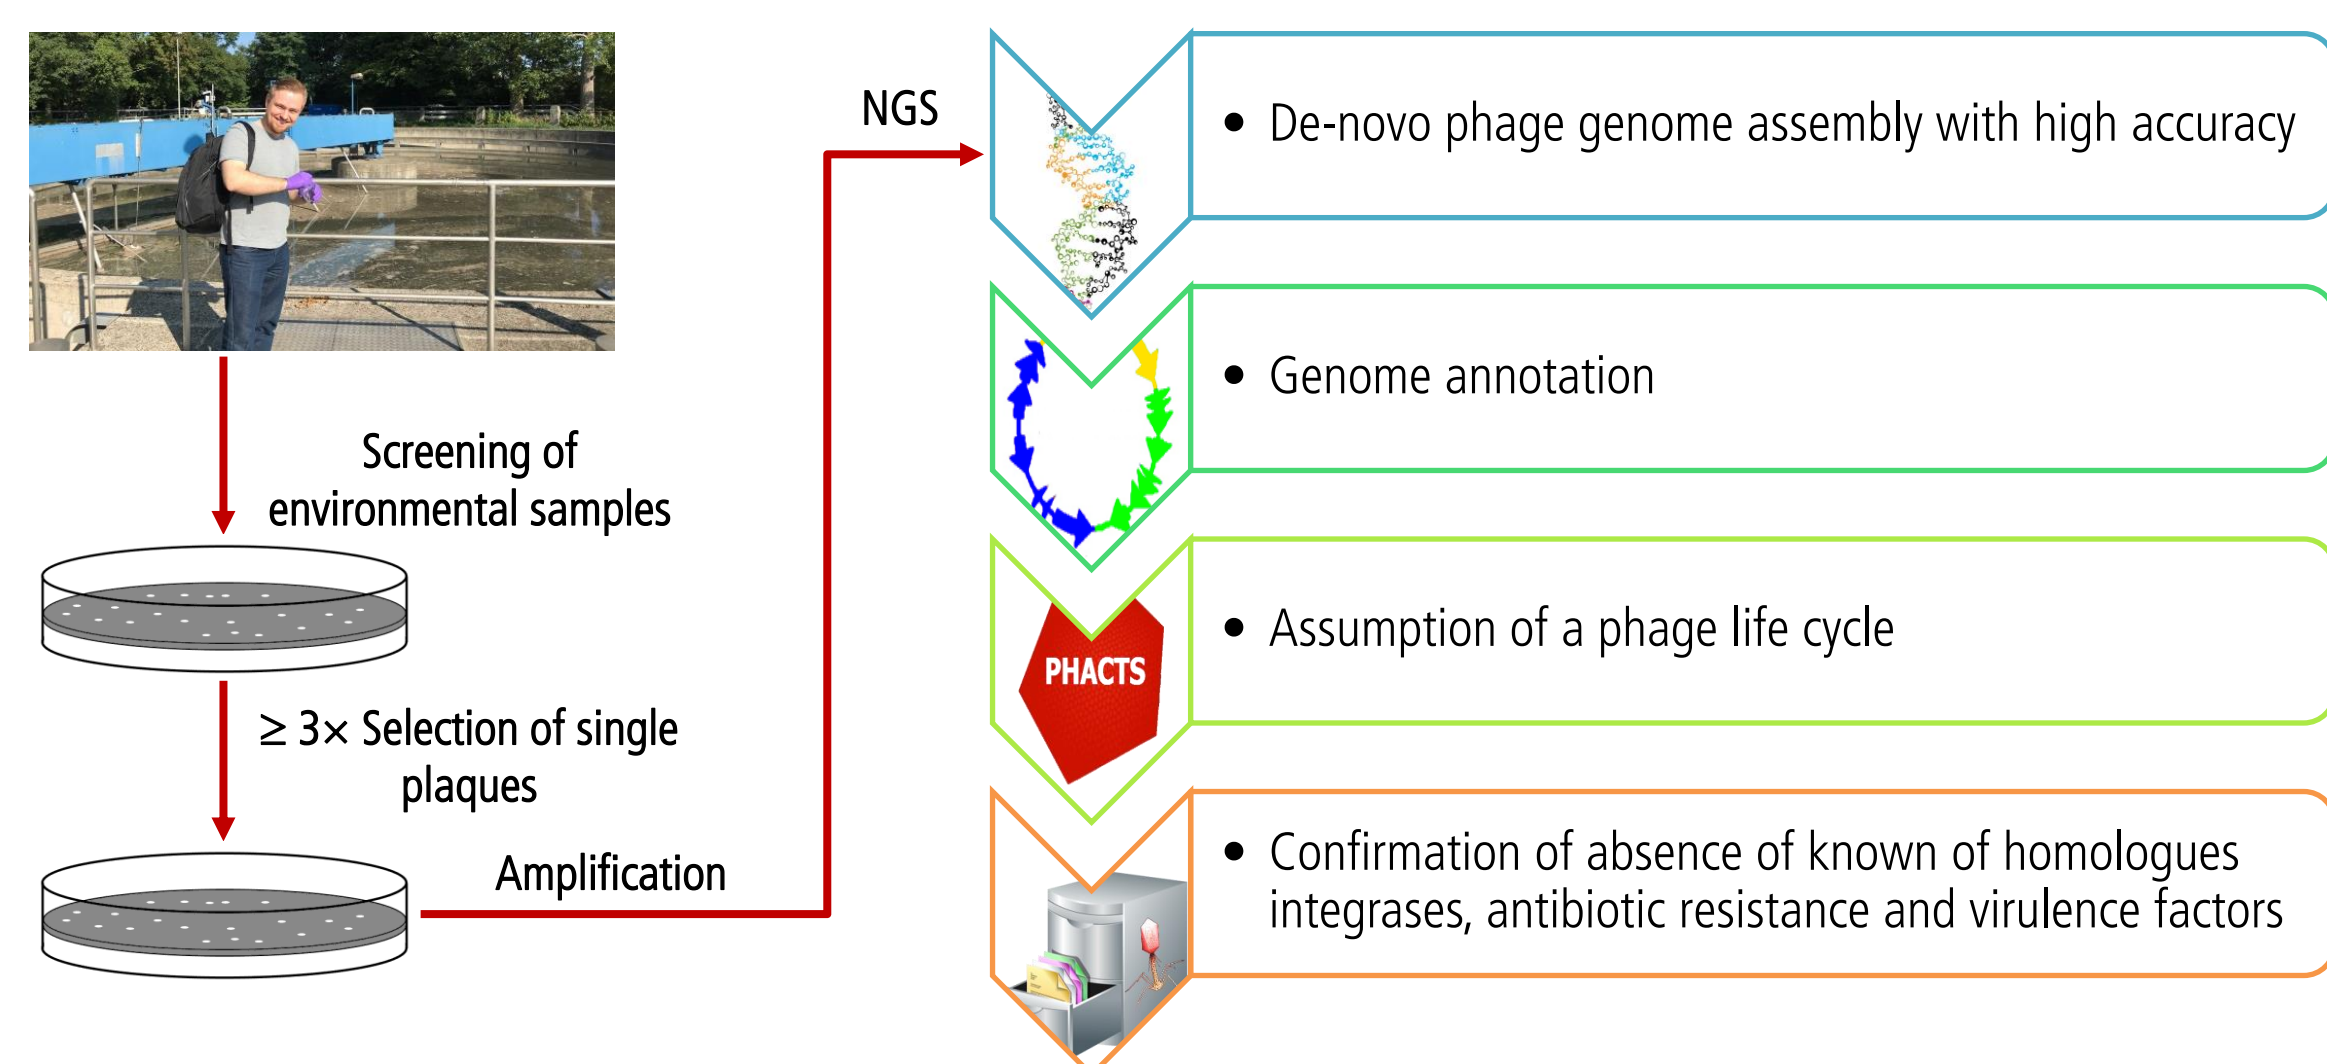 Screening of
environmental samples
≥ 3× Selection of single
plaques
Amplification
NGS
• De-novo phage genome assembly with high accuracy
• Genome annotation
PHACTS
• Assumption of a phage life cycle
• Confirmation of absence of known of homologues
integrases, antibiotic resistance and virulence factors